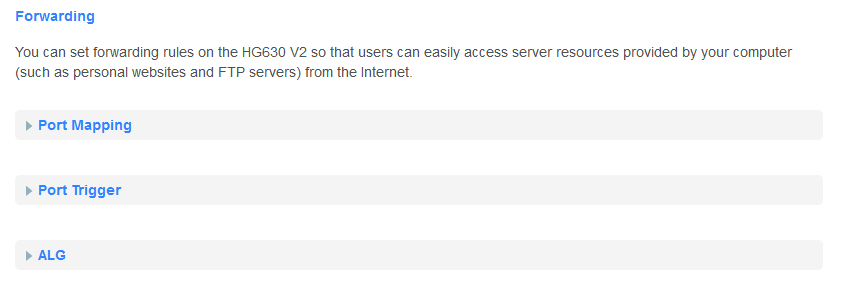 Forwarding
You can set forwarding rules on the HG630 V2 so that users can easily access server resources provided by your computer
(such as personal websites and FTP servers) from the Internet.
Port Mapping
Port Trigger
ALG